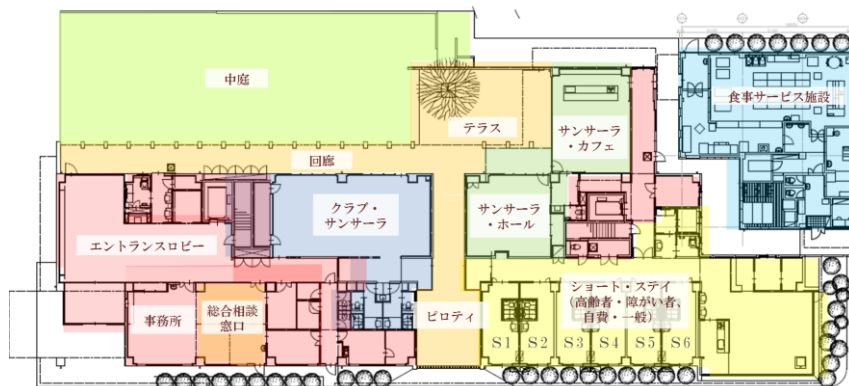 中庭
テラス
食事サービス施設
サンサーラ
・カフェ
回廊
クラブ・
サンサーラ
サンサーラ
・ホール
エントランスロビー
ショート・ステイ
(高齢者・障がい者、
自費・一般)
事務所
総合相談
窓口
ピロティ
S1 S2 S3 S4 S5 S6